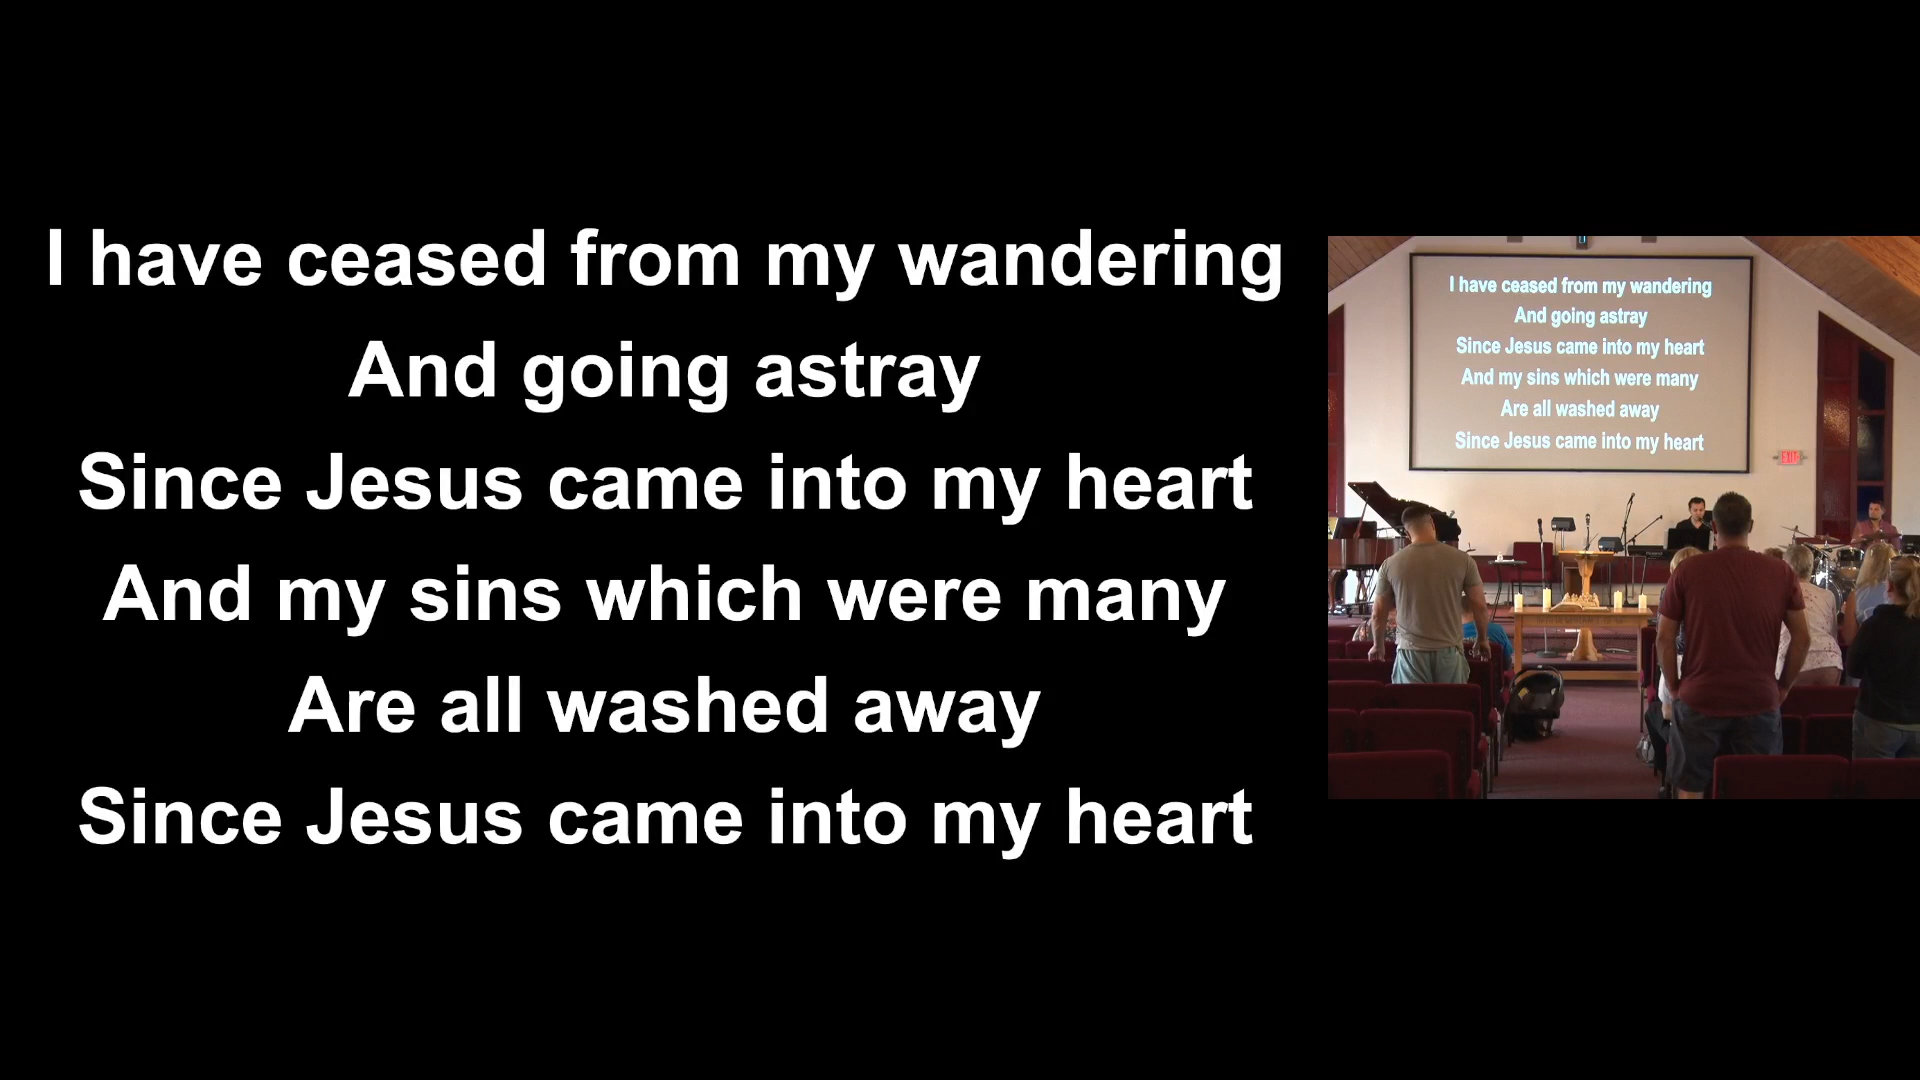 I have ceased from my wandering
And going astray
Since Jesus came into my heart
And my sins which were many
Are all washed away
Since Jesus came into my heart
I have ceased from my wandering
And going astray
Since Jesus came into my heart
And my sins which were many
Are all washed away
Since Jesus came into my heart
EXIT